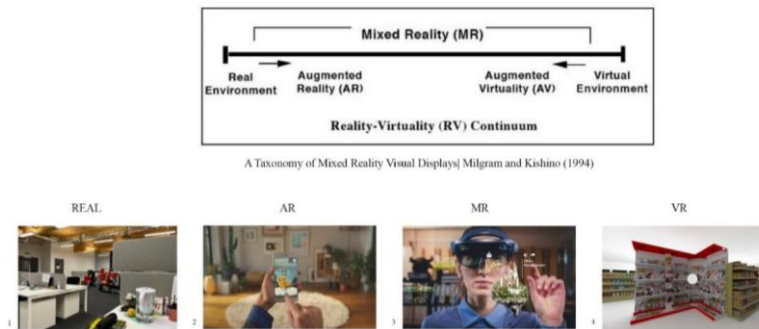 Mixed Reality (MR)
Real Environment
Augmented Reality (AR)
Augmented Virtuality (AV)
Virtual Environment
Reality-Virtuality (RV) Continuum
A Taxonomy of Mixed Reality Visual Displays| Milgram and Kishino (1994)
REAL
AR
MR
VR
1
2
3
4